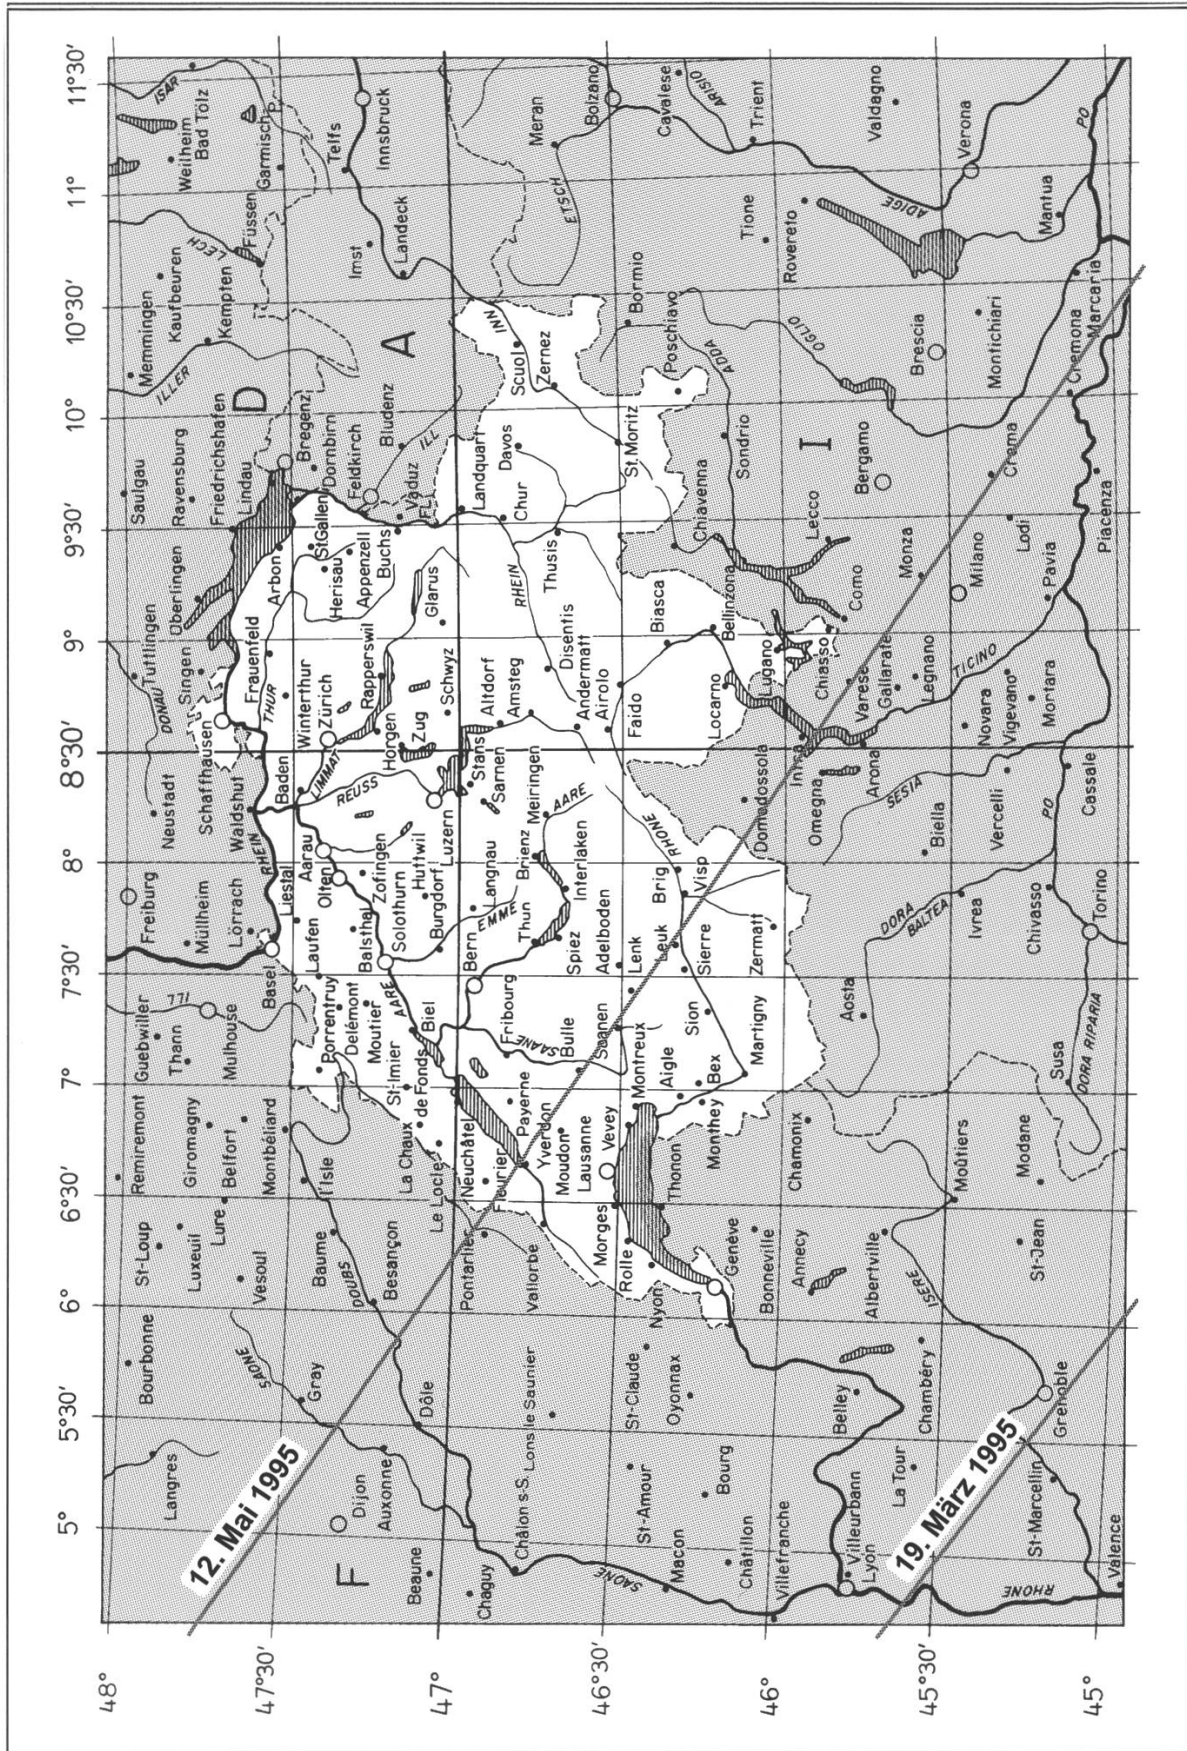 48°
47°30′
47°
46°30′
46°
45°30′
45°
5°
5°30′
6°
6°30′
7°
7°30′
8°
8°30′
9°
9°30′
10°
10°30′
11°
11°30′
12. Mai 1995
19. März 1995
F
D
A
I
FL
Langres
Bourbonne
St-Loup
Remiremont
Guebwiller
Thann
Mulhouse
ILL
Luxeuil
Giromagny
Lure
Belfort
Vesoul
Montbéliard
SAONE
Gray
Baume
l'Isle
DOUBS
Besançon
Dijon
Auxonne
Dôle
Beaune
Chaguy
Châlon s-S.
Lons le Saunier
Pontarlier
Vallorbe
SAONE
Macon
St-Amour
St-Claude
Oyonnax
Bourg
Châtillon
Villefranche
Villeurbann
Lyon
La Tour
Belley
Chambéry
Grenoble
St-Marcellin
Valence
RHONE
ISERE
Albertville
Annecy
Bonneville
Genève
Nyon
Rolle
Morges
Thonon
Chamonix
Moûtiers
Modane
St-Jean
Susa
DORA RIPARIA
Freiburg
Müllheim
Lörrach
Basel
Neustadt
Waldshut
Schaffhausen
Singen
Tuttlingen
DONAU
Oberlingen
RHEIN
Liestal
Laufen
Porrentruy
Delémont
Moutier
St-Imier
La Chaux
de Fonds
Le Locle
Neuchâtel
Fleurier
Biel
AARE
Balsthal
Solothurn
Olten
Aarau
Zofingen
Huttwil
Burgdorf
Luzern
Langnau
EMME
Bern
Fribourg
Payerne
Yverdon
Moudon
Lausanne
Vevey
Montreux
Bulle
SAANE
Saanen
Aigle
Bex
Monthey
Martigny
Sion
Sierre
Leuk
Lenk
Adelboden
Spiez
Thun
Interlaken
Brienz
Meiringen
AARE
RHONE
Brig
Visp
Zermatt
Baden
LIMMAT
REUSS
Winterthur
Zürich
Frauenfeld
THUR
Horgen
Zug
Rapperswil
Schwyz
Stans
Sarnen
Altdorf
Amsteg
Andermatt
Airolo
Faido
Disentis
Biasca
Bellinzona
Locarno
Lugano
Chiasso
Glarus
Arbon
St.Gallen
Herisau
Appenzell
Buchs
Vaduz
Landquart
Chur
Davos
RHEIN
Thusis
St.Moritz
Scuol
Zernez
INN
Poschiavo
Saulgau
Ravensburg
Friedrichshafen
Lindau
Bregenz
Dornbirn
Feldkirch
Bludenz
ILL
Memmingen
ILLER
Kaufbeuren
Kempten
LECH
Füssen
Weilheim
Bad Tölz
Garmisch P.
ISAR
Telfs
Innsbruck
Imst
Landeck
Meran
ETSCH
Bolzano
Cavalese
ARISIO
Trient
Bormio
Tione
Rovereto
ADDA
OGLIO
Sondrio
Chiavenna
Lecco
Como
Bergamo
Brescia
Valdagno
Verona
ADIGE
Mantua
Marcaria
Montichiari
Cremona
Crema
Lodi
Monza
Milano
Pavia
Piacenza
PO
Varese
Gallarate
Legnano
TICINO
Novara
Vigevano
Mortara
Domodossola
Intra
Omegna
Arona
SESIA
Biella
Vercelli
Cassale
PO
Aosta
DORA
BALTEA
Ivrea
Chivasso
Torino